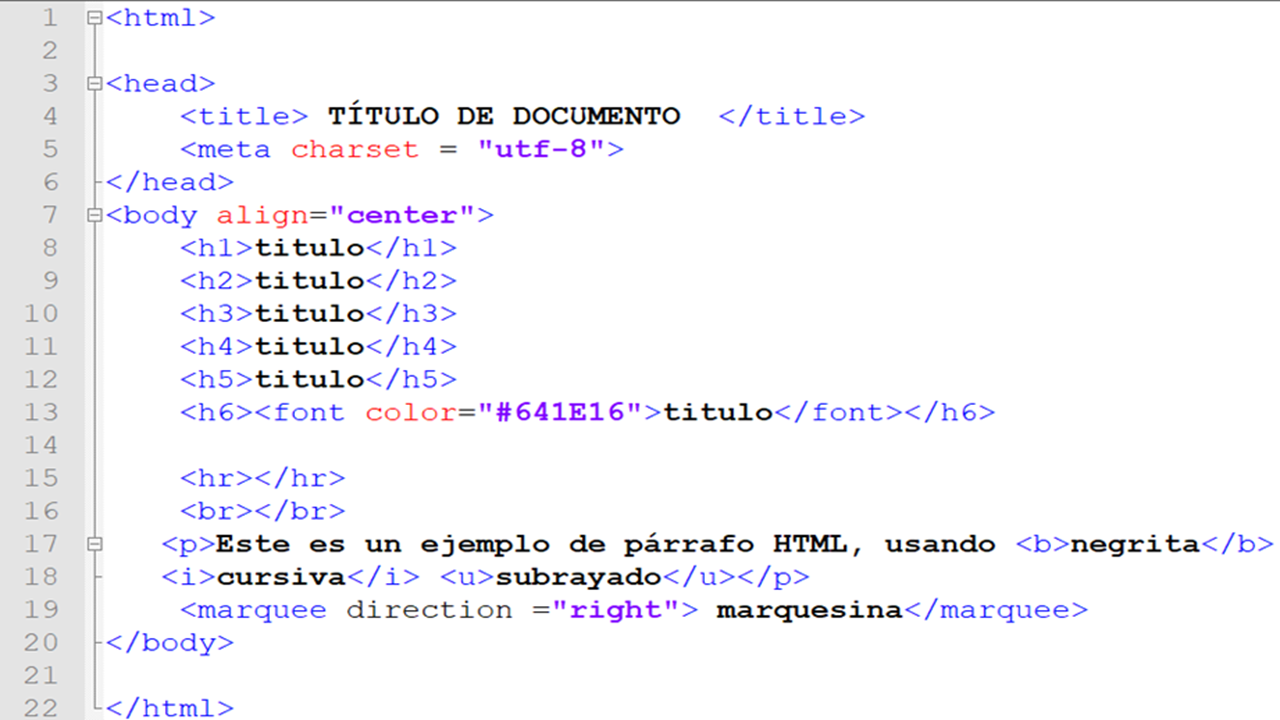 1 <html>
2
3 <head>
4 <title> TÍTULO DE DOCUMENTO </title>
5 <meta charset = "utf-8">
6 </head>
7 <body align="center">
8 <h1>titulo</h1>
9 <h2>titulo</h2>
10 <h3>titulo</h3>
11 <h4>titulo</h4>
12 <h5>titulo</h5>
13 <h6><font color="#641E16">titulo</font></h6>
14
15 <hr></hr>
16 <br></br>
17 <p>Este es un ejemplo de párrafo HTML, usando <b>negrita</b>
18 <i>cursiva</i> <u>subrayado</u></p>
19 <marquee direction ="right"> marquesina</marquee>
20 </body>
21
22 </html>